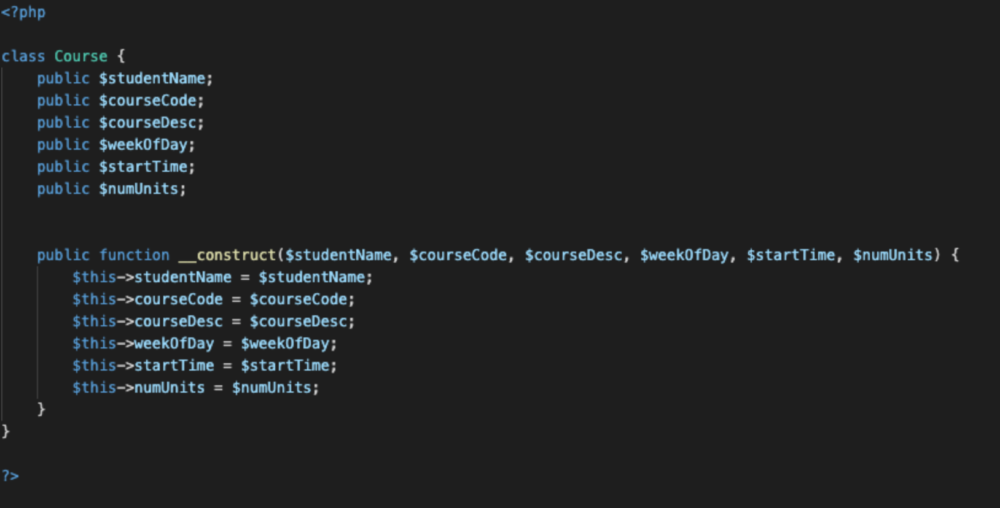 <?php
class Course {
    public $studentName;
    public $courseCode;
    public $courseDesc;
    public $weekOfDay;
    public $startTime;
    public $numUnits;
    public function __construct($studentName, $courseCode, $courseDesc, $weekOfDay, $startTime, $numUnits) {
        $this->studentName = $studentName;
        $this->courseCode = $courseCode;
        $this->courseDesc = $courseDesc;
        $this->weekOfDay = $weekOfDay;
        $this->startTime = $startTime;
        $this->numUnits = $numUnits;
    }
}
?>